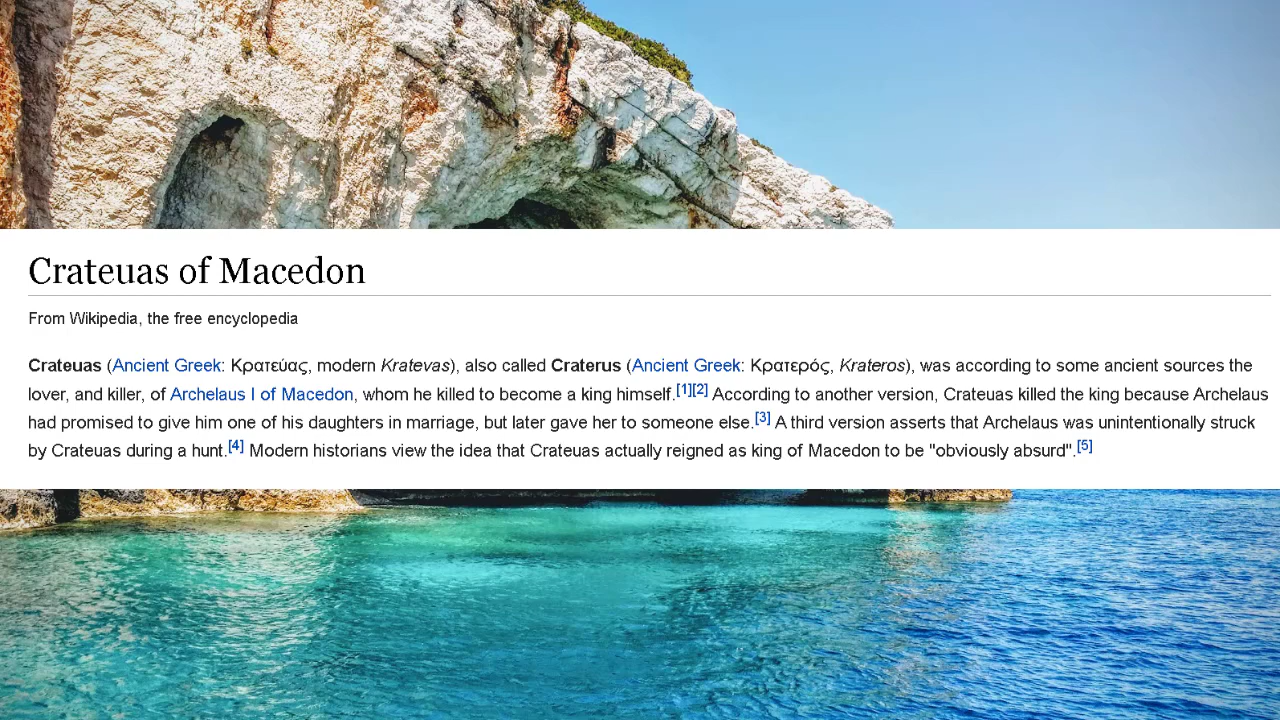 Crateuas of Macedon
From Wikipedia, the free encyclopedia
Crateuas (Ancient Greek: Κρατεύας, modern Kratevas), also called Craterus (Ancient Greek: Κρατερός, Krateros), was according to some ancient sources the
lover, and killer, of Archelaus I of Macedon, whom he killed to become a king himself.[1][2] According to another version, Crateuas killed the king because Archelaus
had promised to give him one of his daughters in marriage, but later gave her to someone else.[3] A third version asserts that Archelaus was unintentionally struck
by Crateuas during a hunt.[4] Modern historians view the idea that Crateuas actually reigned as king of Macedon to be "obviously absurd".[5]